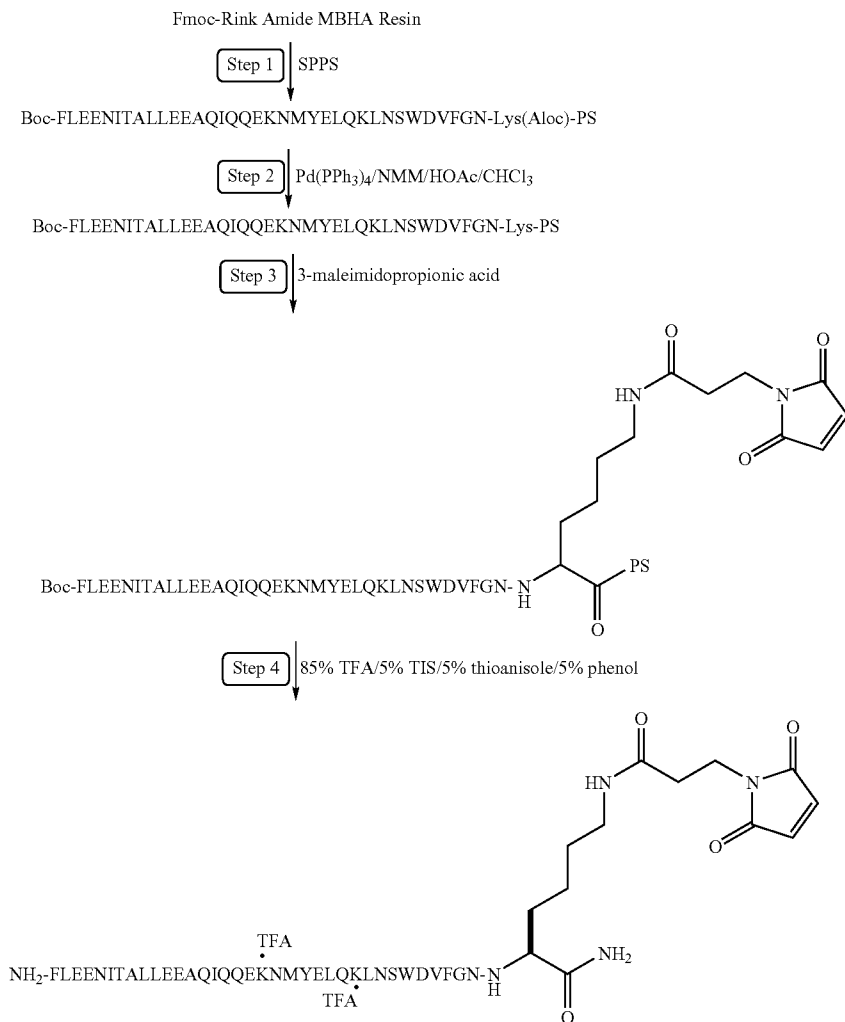 Fmoc-Rink Amide MBHA Resin
Step 1 SPPS
Boc-FLEENITALLEEAQIQQEKNMYELQKLNSWDVFGN-Lys(Aloc)-PS
Step 2 Pd(PPh3)4/NMM/HOAc/CHCl3
Boc-FLEENITALLEEAQIQQEKNMYELQKLNSWDVFGN-Lys-PS
Step 3 3-maleimidopropionic acid
O
O
HN
N
O
PS
Boc-FLEENITALLEEAQIQQEKNMYELQKLNSWDVFGN-N
H
O
Step 4 85% TFA/5% TIS/5% thioanisole/5% phenol
O
O
HN
N
O
TFA
NH2
NH2-FLEENITALLEEAQIQQEKNMYELQKLNSWDVFGN-N
H
TFA
O